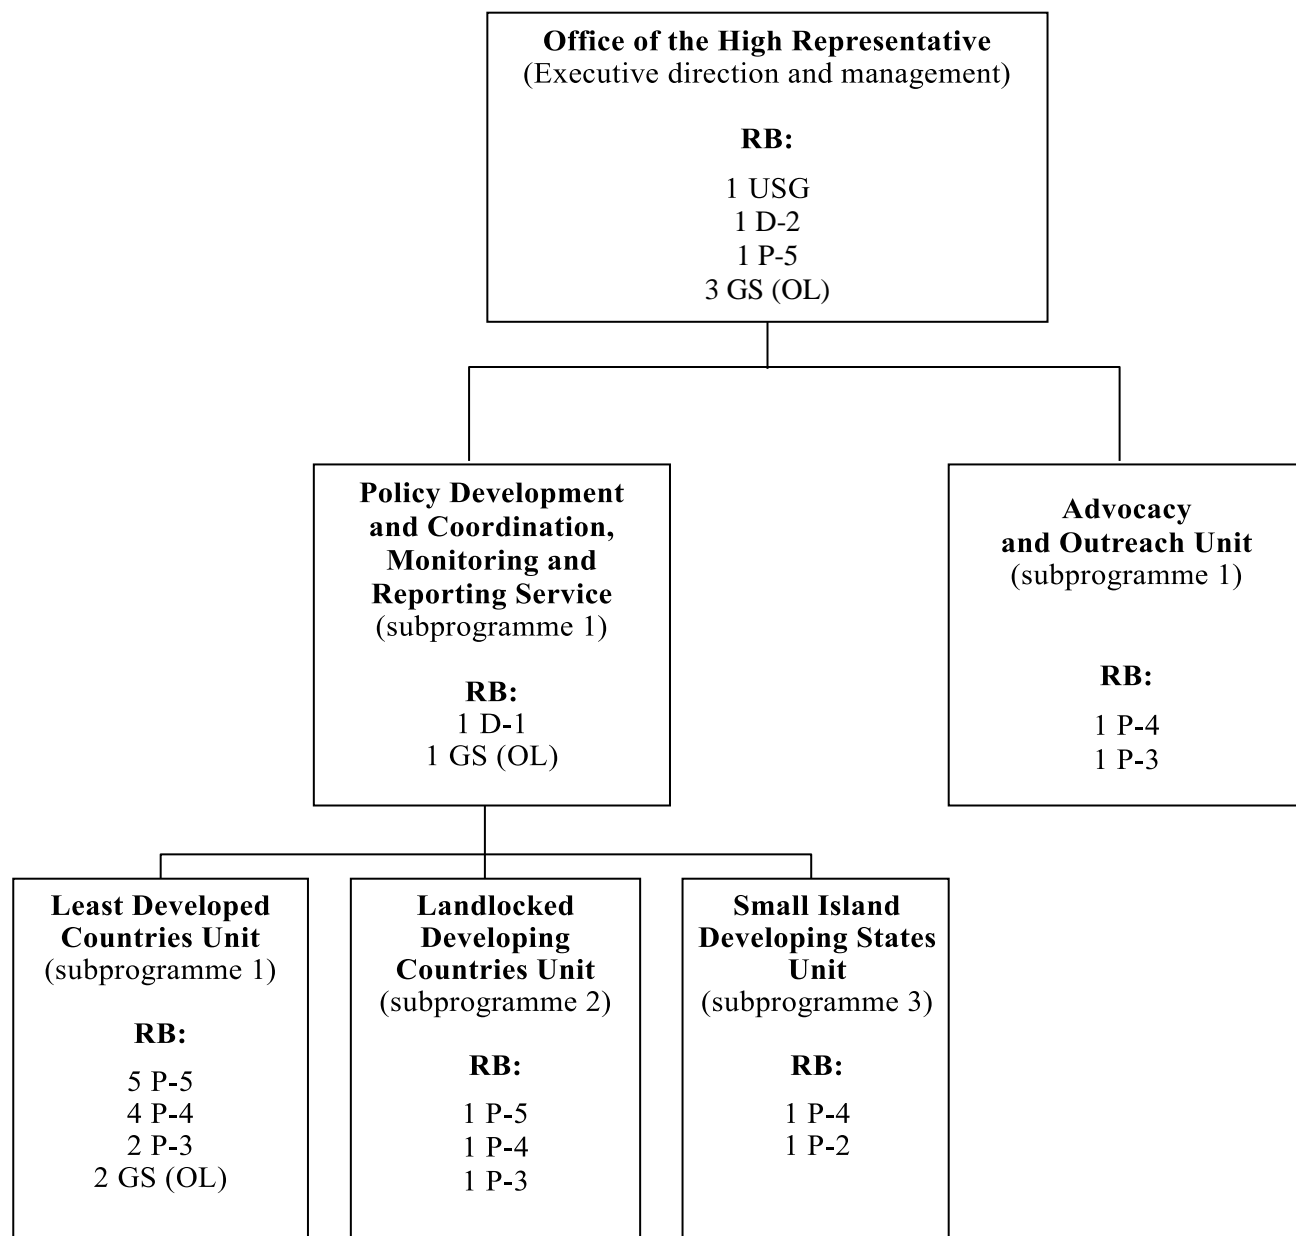 Office of the High Representative
(Executive direction and management)
RB:
1 USG
1 D-2
1 P-5
3 GS (OL)
Policy Development
and Coordination,
Monitoring and
Reporting Service
(subprogramme 1)
RB:
1 D-1
1 GS (OL)
Advocacy
and Outreach Unit
(subprogramme 1)
RB:
1 P-4
1 P-3
Least Developed
Countries Unit
(subprogramme 1)
RB:
5 P-5
4 P-4
2 P-3
2 GS (OL)
Landlocked
Developing
Countries Unit
(subprogramme 2)
RB:
1 P-5
1 P-4
1 P-3
Small Island
Developing States
Unit
(subprogramme 3)
RB:
1 P-4
1 P-2